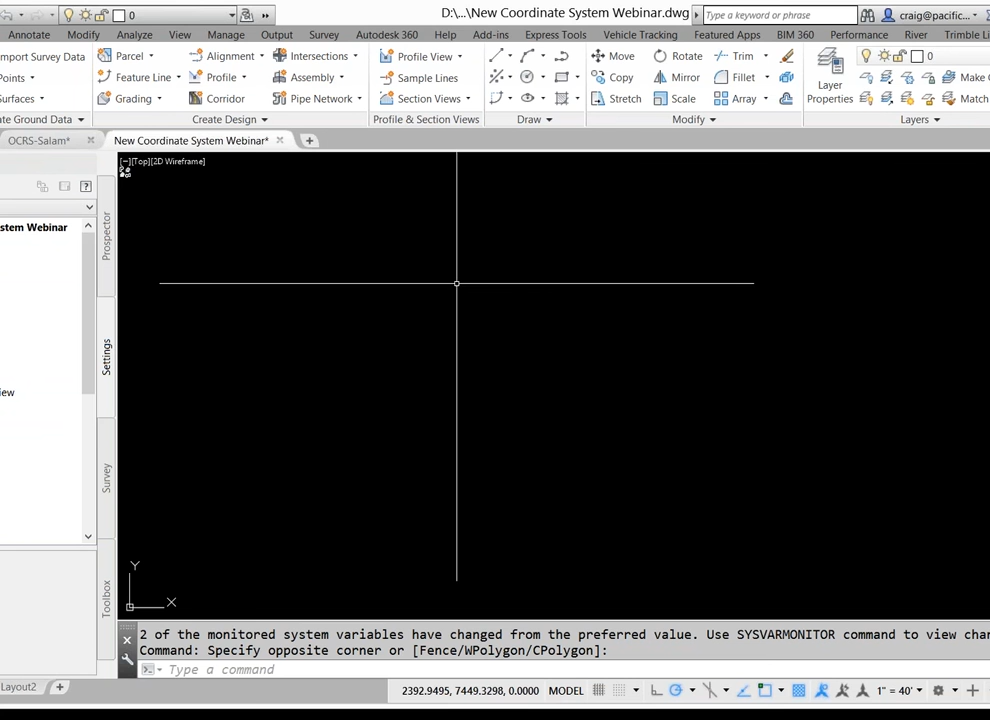 0
D:\...\New Coordinate System Webinar.dwg
Type a keyword or phrase
craig@pacific...
Annotate Modify Analyze View Manage Output Survey Autodesk 360 Help Add-ins Express Tools Vehicle Tracking Featured Apps BIM 360 Performance River Trimble Li
mport Survey Data Parcel Alignment Intersections Profile View Move Rotate Trim 0
Points Feature Line Profile Assembly Sample Lines Copy Mirror Fillet Make C
Surfaces Grading Corridor Pipe Network Section Views Stretch Scale Array Layer Properties Match
ate Ground Data Create Design Profile & Section Views Draw Modify Layers
OCRS-Salam* New Coordinate System Webinar*
[−][Top][2D Wireframe]
?
stem Webinar
Prospector
Settings
iew
Survey
Toolbox
Y
X
2 of the monitored system variables have changed from the preferred value. Use SYSVARMONITOR command to view chan
Command: Specify opposite corner or [Fence/WPolygon/CPolygon]:
Type a command
Layout2
2392.9495, 7449.3298, 0.0000 MODEL 1" = 40'